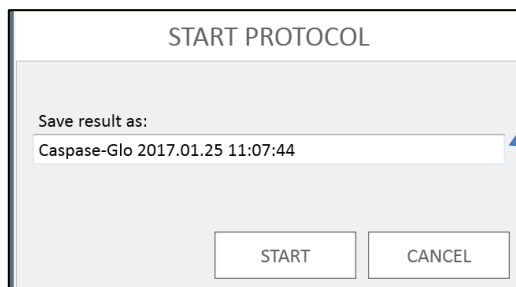 START PROTOCOL
Save result as:
Caspase-Glo 2017.01.25 11:07:44
START CANCEL